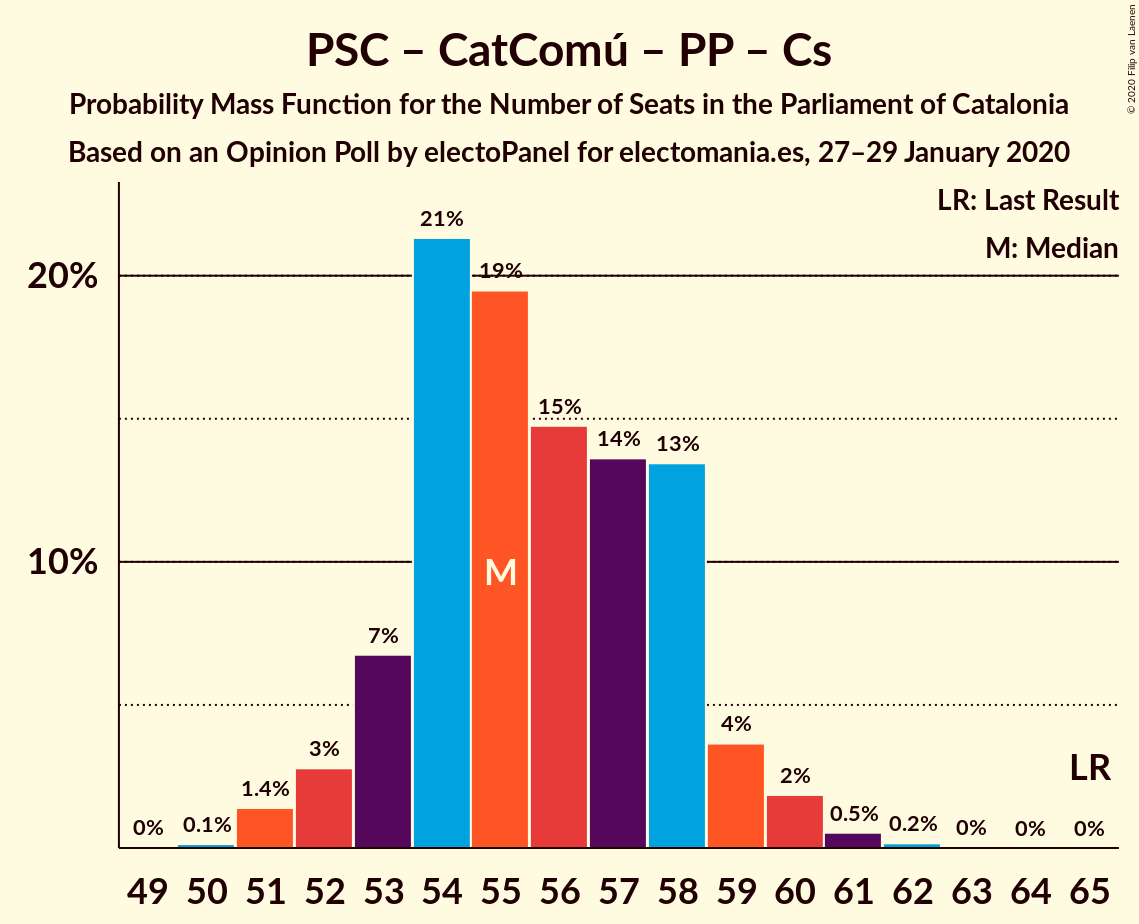 PSC – CatComú – PP – Cs
Probability Mass Function for the Number of Seats in the Parliament of Catalonia
Based on an Opinion Poll by electoPanel for electomania.es, 27–29 January 2020
© 2020 Filip van Laenen
LR: Last Result
M: Median
20%
10%
0% 0.1% 1.4% 3% 7% 21% 19% 15% 14% 13% 4% 2% 0.5% 0.2% 0% 0% 0%
M
LR
49 50 51 52 53 54 55 56 57 58 59 60 61 62 63 64 65